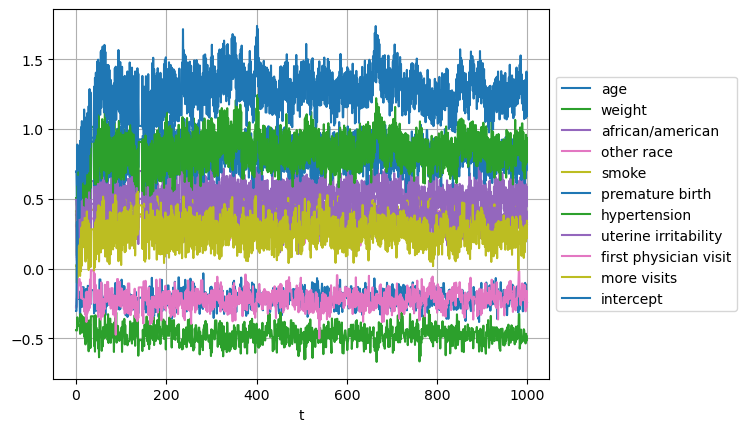 1.5
1.0
0.5
0.0
−0.5
0
200
400
600
800
1000
t
age
weight
african/american
other race
smoke
premature birth
hypertension
uterine irritability
first physician visit
more visits
intercept